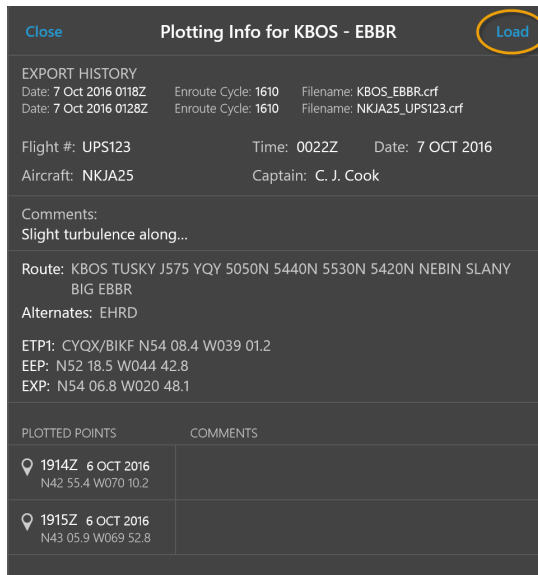 Close Plotting Info for KBOS - EBBR Load
EXPORT HISTORY
Date: 7 Oct 2016 0118Z Enroute Cycle: 1610 Filename: KBOS_EBBR.crf
Date: 7 Oct 2016 0128Z Enroute Cycle: 1610 Filename: NKJA25_UPS123.crf
Flight #: UPS123 Time: 0022Z Date: 7 OCT 2016
Aircraft: NKJA25 Captain: C. J. Cook
Comments:
Slight turbulence along...
Route: KBOS TUSKY J575 YQY 5050N 5440N 5530N 5420N NEBIN SLANY
BIG EBBR
Alternates: EHRD
ETP1: CYQX/BIKF N54 08.4 W039 01.2
EEP: N52 18.5 W044 42.8
EXP: N54 06.8 W020 48.1
PLOTTED POINTS COMMENTS
1914Z 6 OCT 2016
N42 55.4 W070 10.2
1915Z 6 OCT 2016
N43 05.9 W069 52.8